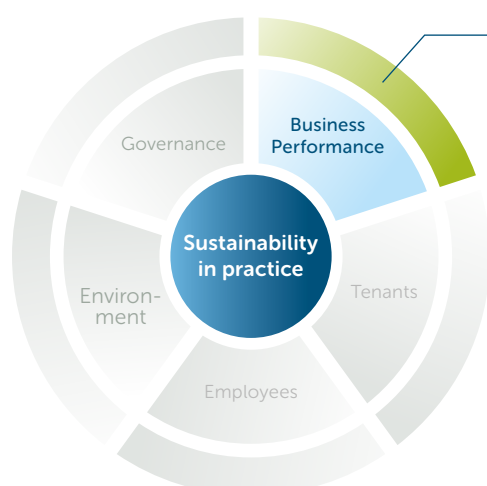 Governance
Business
Performance
Sustainability
in practice
Environ-
ment
Tenants
Employees